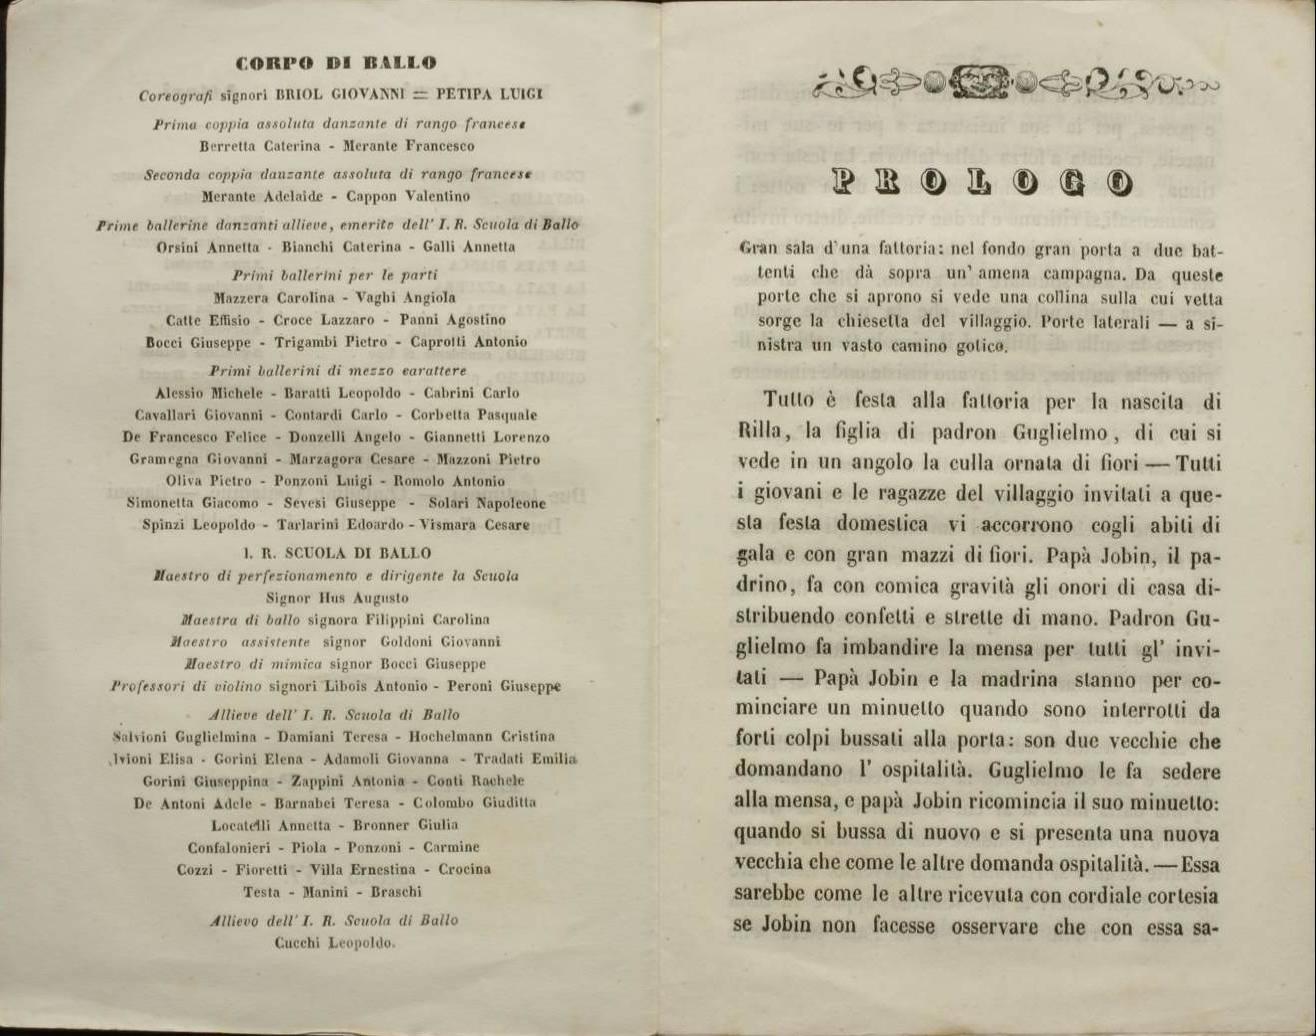 CORPO DI BALLO
Coreografi signori BRIOL GIOVANNI = PETIPA LUIGI
Prima coppia assoluta danzante di rango francese
Berretta Caterina - Merante Francesco
Seconda coppia danzante assoluta di rango francese
Merante Adelaide - Cappon Valentino
Prime ballerine danzanti allieve, emerite dell' I. R. Scuola di Ballo
Orsini Annetta - Bianchi Caterina - Galli Annetta
Primi ballerini per le parti
Mazzera Carolina - Vaghi Angiola
Catte Effisio - Croce Lazzaro - Panni Agostino
Bocci Giuseppe - Trigambi Pietro - Caprotti Antonio
Primi ballerini di mezzo carattere
Alessio Michele - Baratti Leopoldo - Cabrini Carlo
Cavallari Giovanni - Contardi Carlo - Corbetta Pasquale
De Francesco Felice - Donzelli Angelo - Giannetti Lorenzo
Gramegna Giovanni - Marzagora Cesare - Mazzoni Pietro
Oliva Pietro - Ponzoni Luigi - Romolo Antonio
Simonetta Giacomo - Sevesi Giuseppe - Solari Napoleone
Spinzi Leopoldo - Tarlarini Edoardo - Vismara Cesare
I. R. SCUOLA DI BALLO
Maestro di perfezionamento e dirigente la Scuola
Signor Hus Augusto
Maestra di ballo signora Filippini Carolina
Maestro assistente signor Goldoni Giovanni
Maestro di mimica signor Bocci Giuseppe
Professori di violino signori Libois Antonio - Peroni Giuseppe
Allieve dell' I. R. Scuola di Ballo
Salvioni Guglielmina - Damiani Teresa - Hochelmann Cristina
lvioni Elisa - Gorini Elena - Adamoli Giovanna - Tradati Emilia
Gorini Giuseppina - Zappini Antonia - Conti Rachele
De Antoni Adele - Barnabei Teresa - Colombo Giuditta
Locatelli Annetta - Bronner Giulia
Confalonieri - Piola - Ponzoni - Carmine
Cozzi - Fioretti - Villa Ernestina - Crocina
Testa - Manini - Braschi
Allievo dell' I. R. Scuola di Ballo
Cucchi Leopoldo.
PROLOGO
Gran sala d'una fattoria: nel fondo gran porta a due bat-
tenti che dà sopra un' amena campagna. Da queste
porte che si aprono si vede una collina sulla cui vetta
sorge la chiesetta del villaggio. Porte laterali — a si-
nistra un vasto camino gotico.
Tutto è festa alla fattoria per la nascita di
Rilla, la figlia di padron Guglielmo, di cui si
vede in un angolo la culla ornata di fiori — Tutti
i giovani e le ragazze del villaggio invitati a que-
sta festa domestica vi accorrono cogli abiti di
gala e con gran mazzi di fiori. Papà Jobin, il pa-
drino, fa con comica gravità gli onori di casa di-
stribuendo confetti e strette di mano. Padron Gu-
glielmo fa imbandire la mensa per tutti gl' invi-
tati — Papà Jobin e la madrina stanno per co-
minciare un minuetto quando sono interrotti da
forti colpi bussati alla porta: son due vecchie che
domandano l' ospitalità. Guglielmo le fa sedere
alla mensa, e papà Jobin ricomincia il suo minuetto:
quando si bussa di nuovo e si presenta una nuova
vecchia che come le altre domanda ospitalità. — Essa
sarebbe come le altre ricevuta con cordiale cortesia
se Jobin non facesse osservare che con essa sa-